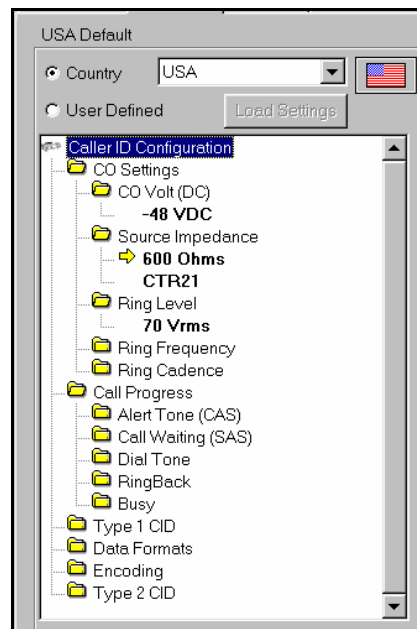 USA Default
Country USA
User Defined Load Settings
Caller ID Configuration
CO Settings
CO Volt (DC)
-48 VDC
Source Impedance
600 Ohms
CTR21
Ring Level
70 Vrms
Ring Frequency
Ring Cadence
Call Progress
Alert Tone (CAS)
Call Waiting (SAS)
Dial Tone
RingBack
Busy
Type 1 CID
Data Formats
Encoding
Type 2 CID